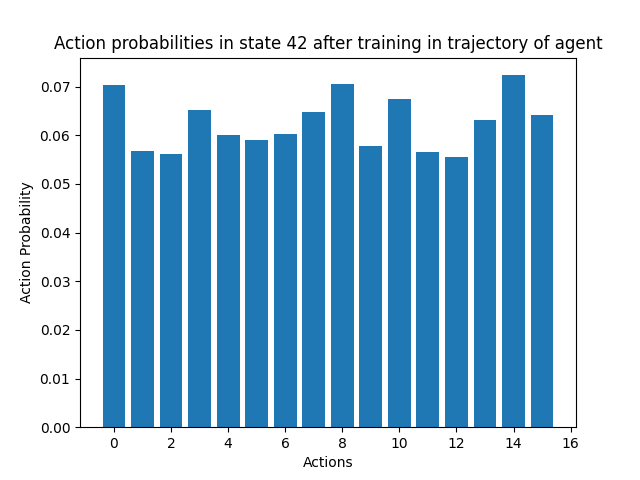 Action probabilities in state 42 after training in trajectory of agent
0.07
0.06
0.05
0.04
0.03
0.02
0.01
0.00
Action Probability
0 2 4 6 8 10 12 14 16
Actions